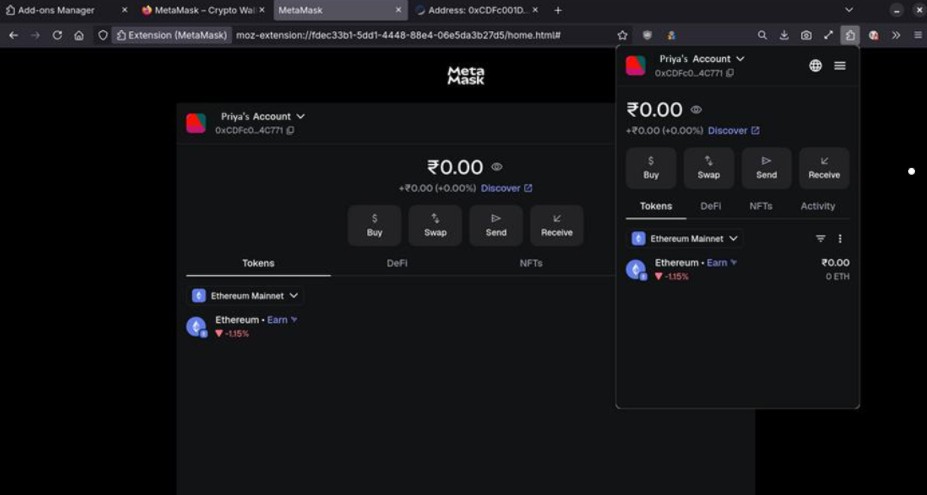 Add-ons Manager
MetaMask – Crypto Wal
MetaMask
Address: 0xCDFc001D...
Extension (MetaMask)
moz-extension://fdec33b1-5dd1-4448-88e4-06e5da3b27d5/home.html#
Meta
Mask
Priya's Account
0xCDFc0...4C771
₹0.00
+₹0.00 (+0.00%) Discover
$
Buy
Swap
Send
Receive
Tokens
DeFi
NFTs
Ethereum Mainnet
Ethereum • Earn
-1.15%
Priya's Account
0xCDFc0...4C771
₹0.00
+₹0.00 (+0.00%) Discover
$
Buy
Swap
Send
Receive
Tokens
DeFi
NFTs
Activity
Ethereum Mainnet
Ethereum • Earn
₹0.00
-1.15%
0 ETH